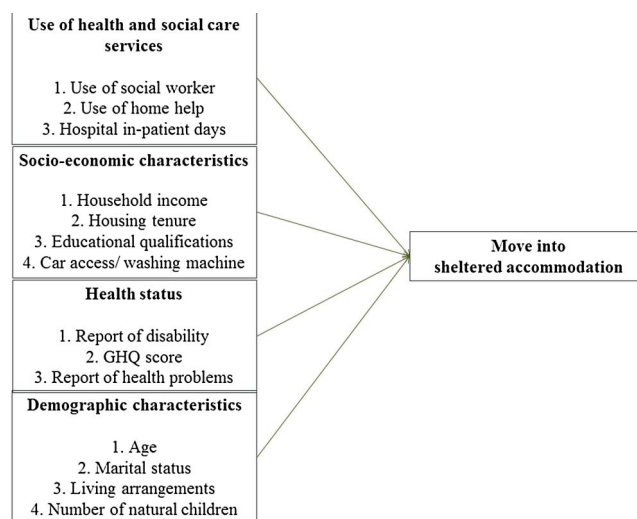 Use of health and social care
services
1. Use of social worker
2. Use of home help
3. Hospital in-patient days
Socio-economic characteristics
1. Household income
2. Housing tenure
3. Educational qualifications
4. Car access/ washing machine
Health status
1. Report of disability
2. GHQ score
3. Report of health problems
Demographic characteristics
1. Age
2. Marital status
3. Living arrangements
4. Number of natural children
Move into
sheltered accommodation